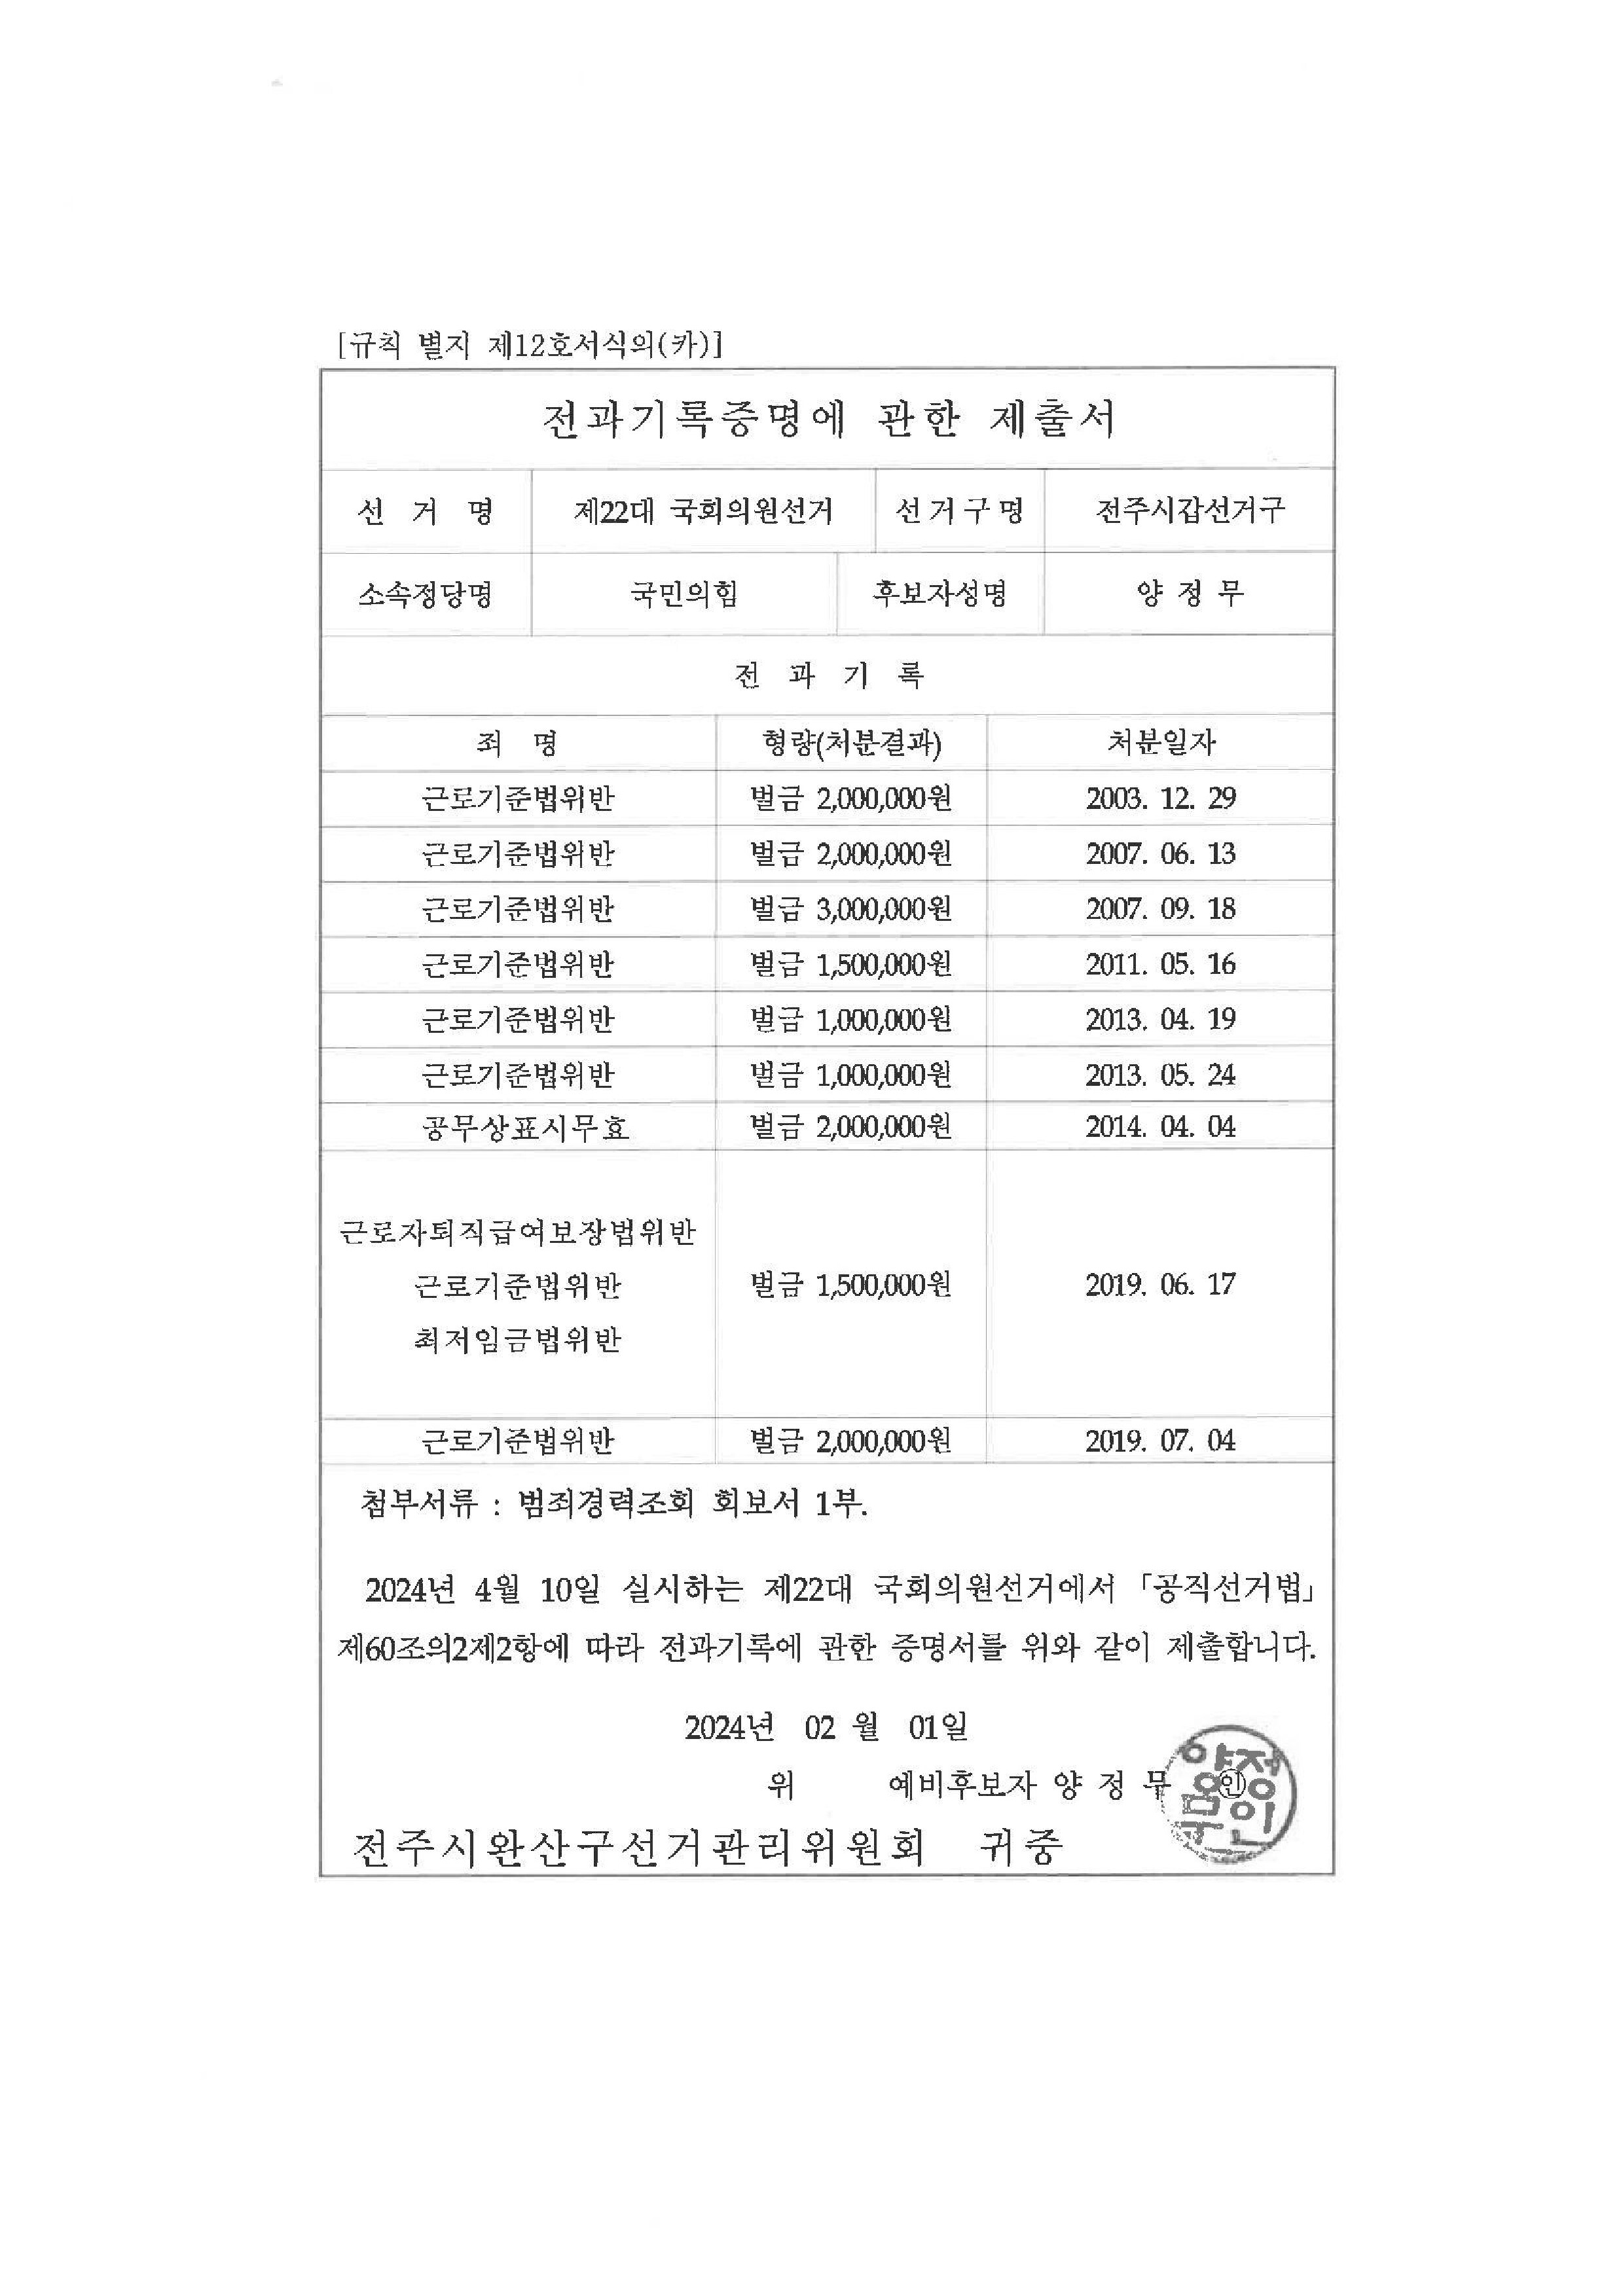 [규칙 별지 제12호서식의(카)]
전과기록증명에 관한 제출서
선 거 명 제22대 국회의원선거 선거구명 전주시갑선거구
소속정당명 국민의힘 후보자성명 양 정 무
전 과 기 록
죄 명 형량(처분결과) 처분일자
근로기준법위반 벌금 2,000,000원 2003. 12. 29
근로기준법위반 벌금 2,000,000원 2007. 06. 13
근로기준법위반 벌금 3,000,000원 2007. 09. 18
근로기준법위반 벌금 1,500,000원 2011. 05. 16
근로기준법위반 벌금 1,000,000원 2013. 04. 19
근로기준법위반 벌금 1,000,000원 2013. 05. 24
공무상표시무효 벌금 2,000,000원 2014. 04. 04
근로자퇴직급여보장법위반
근로기준법위반 벌금 1,500,000원 2019. 06. 17
최저임금법위반
근로기준법위반 벌금 2,000,000원 2019. 07. 04
첨부서류 : 범죄경력조회 회보서 1부.
2024년 4월 10일 실시하는 제22대 국회의원선거에서 「공직선거법」
제60조의2제2항에 따라 전과기록에 관한 증명서를 위와 같이 제출합니다.
2024년 02 월 01일
위 예비후보자 양 정 무 ㊞
양정무인
전주시완산구선거관리위원회 귀중